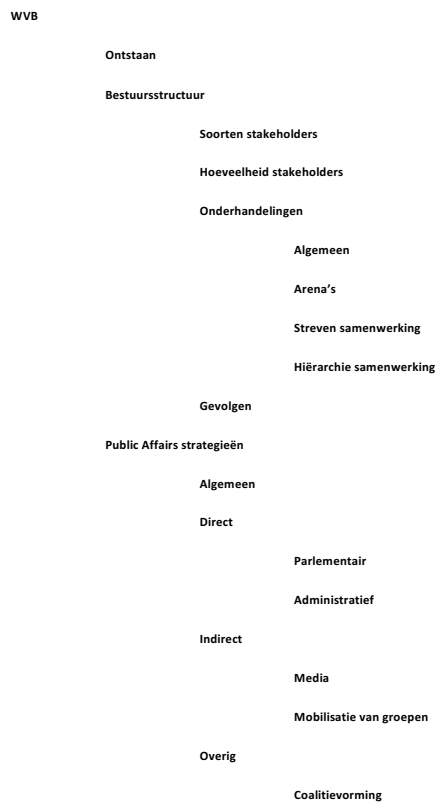 WVB
Ontstaan
Bestuursstructuur
Soorten stakeholders
Hoeveelheid stakeholders
Onderhandelingen
Algemeen
Arena’s
Streven samenwerking
Hiërarchie samenwerking
Gevolgen
Public Affairs strategieën
Algemeen
Direct
Parlementair
Administratief
Indirect
Media
Mobilisatie van groepen
Overig
Coalitievorming